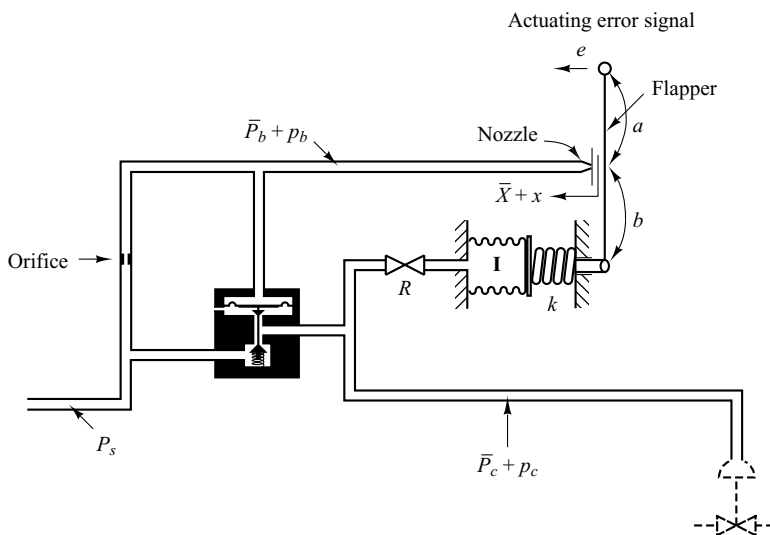 Actuating error signal
e
Flapper
P̅b + pb
Nozzle
a
X̅ + x
b
Orifice
I
R
k
Ps
P̅c + pc